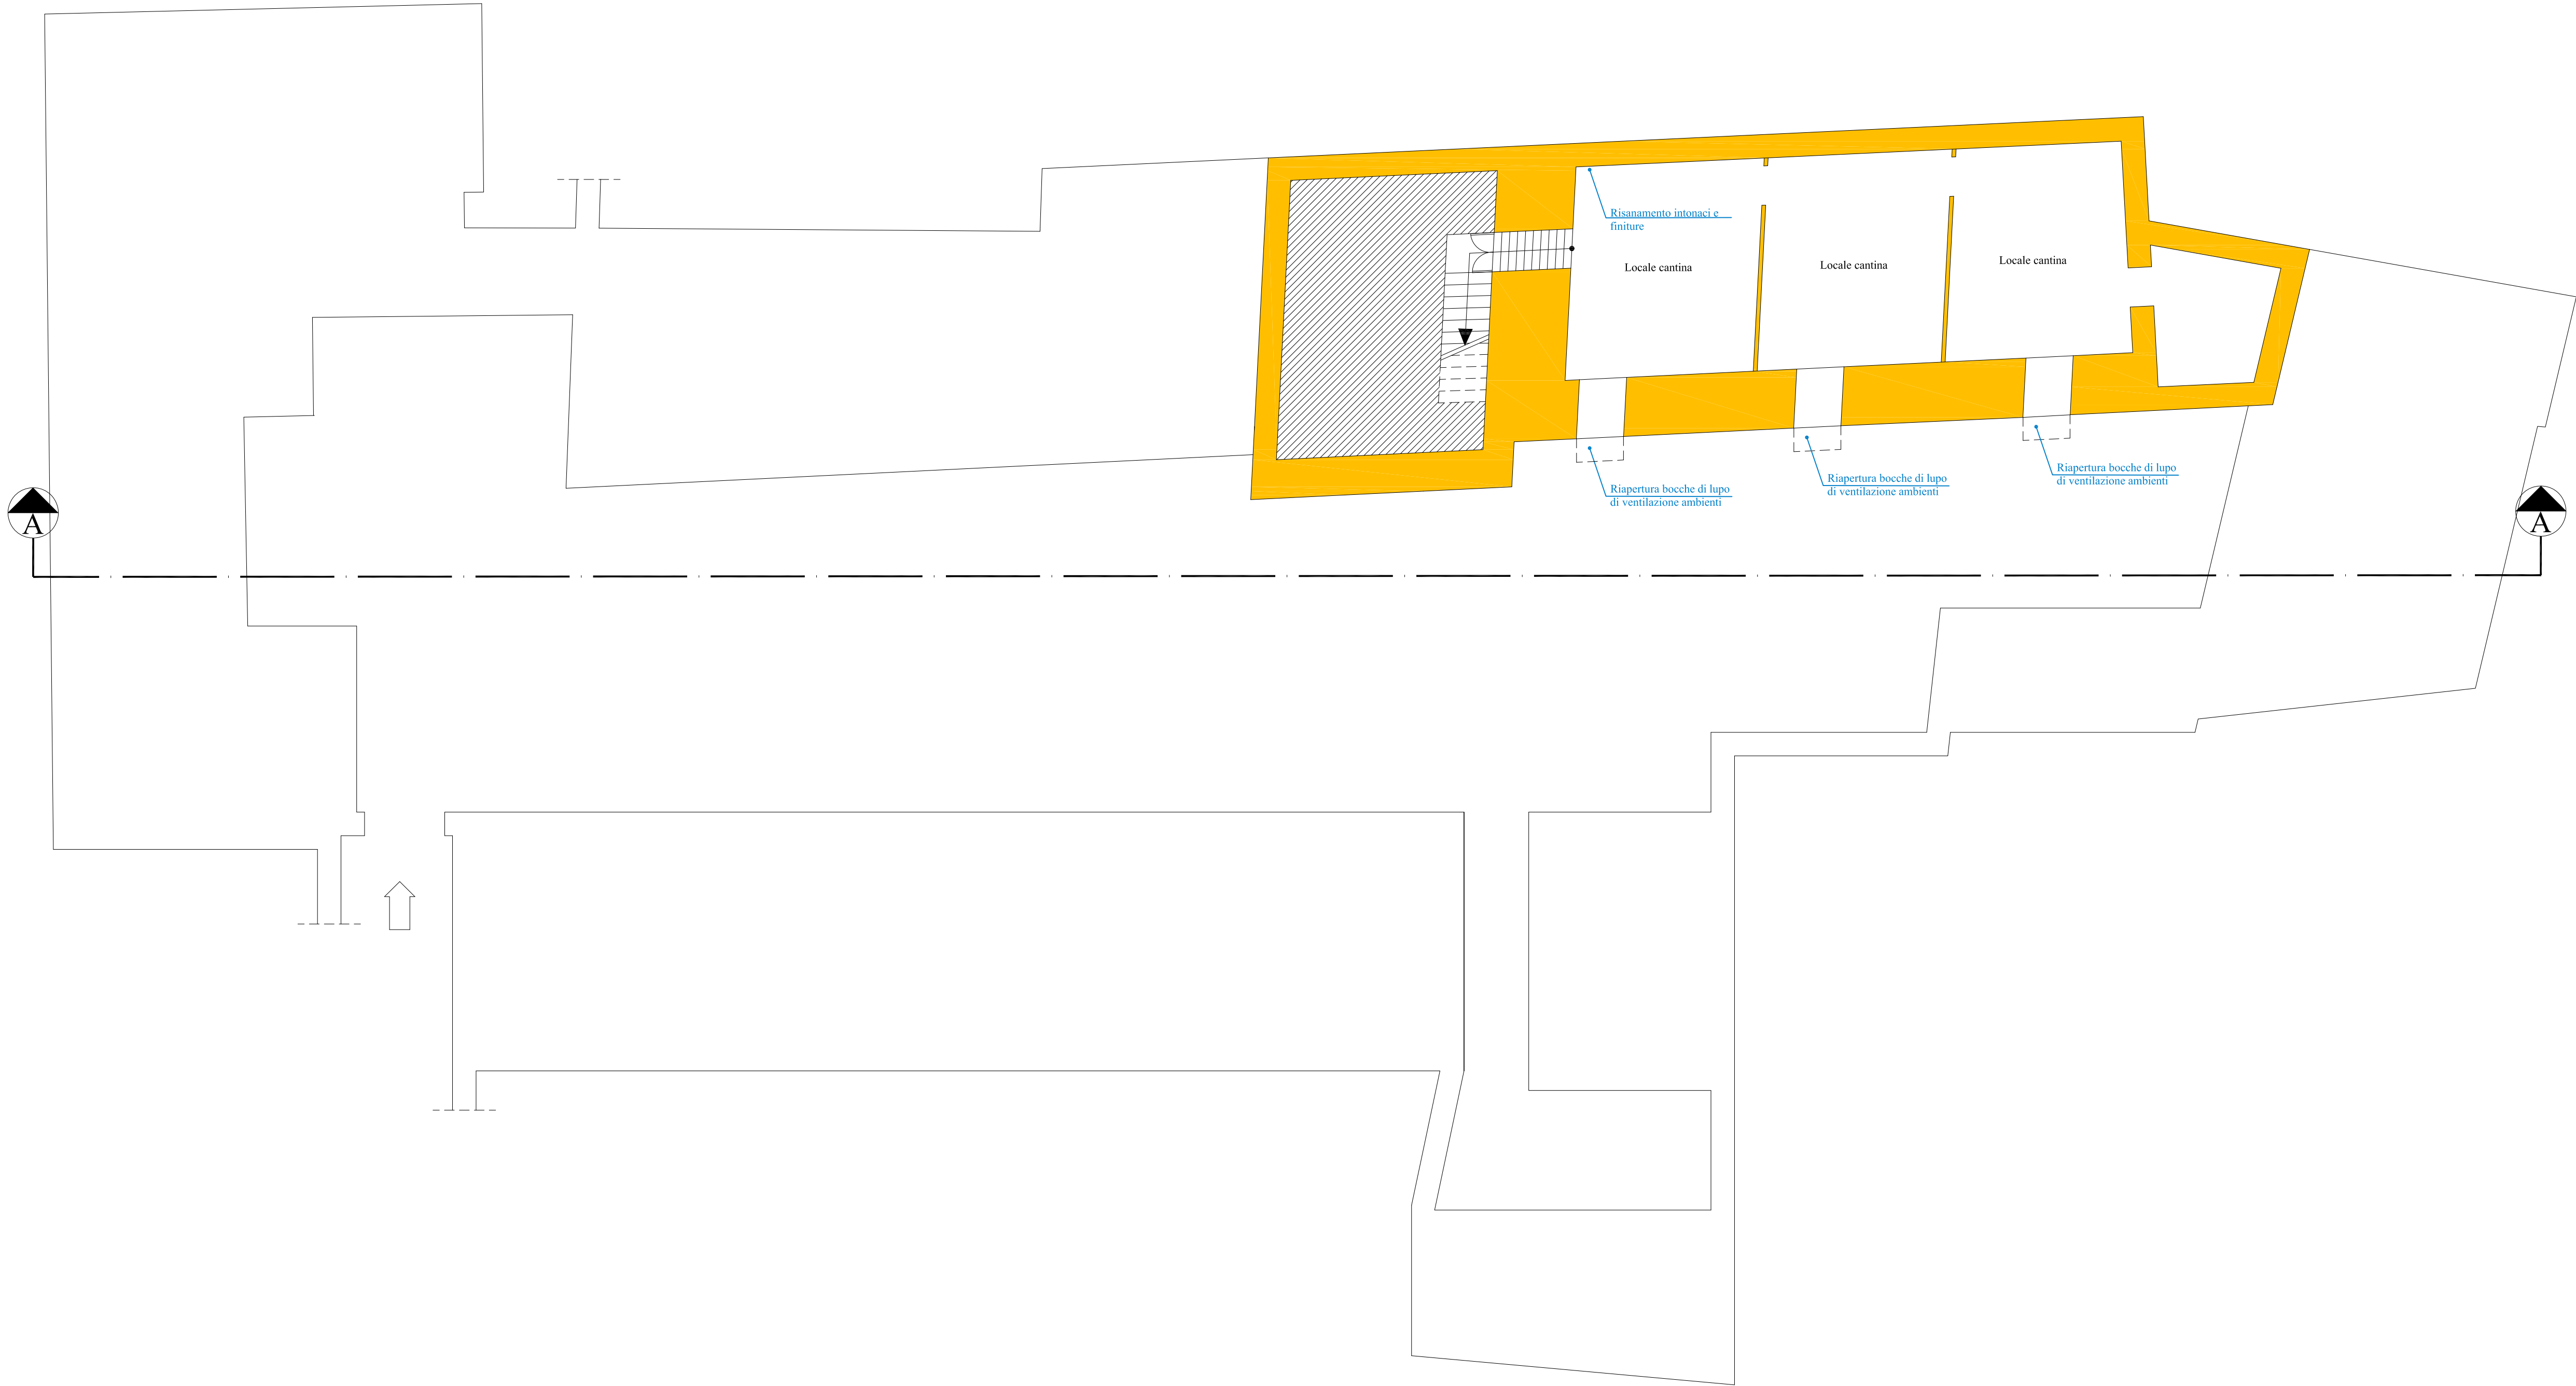 Risanamento intonaci e
finiture
Locale cantina
Locale cantina
Locale cantina
Riapertura bocche di lupo
di ventilazione ambienti
Riapertura bocche di lupo
di ventilazione ambienti
Riapertura bocche di lupo
di ventilazione ambienti
A
A